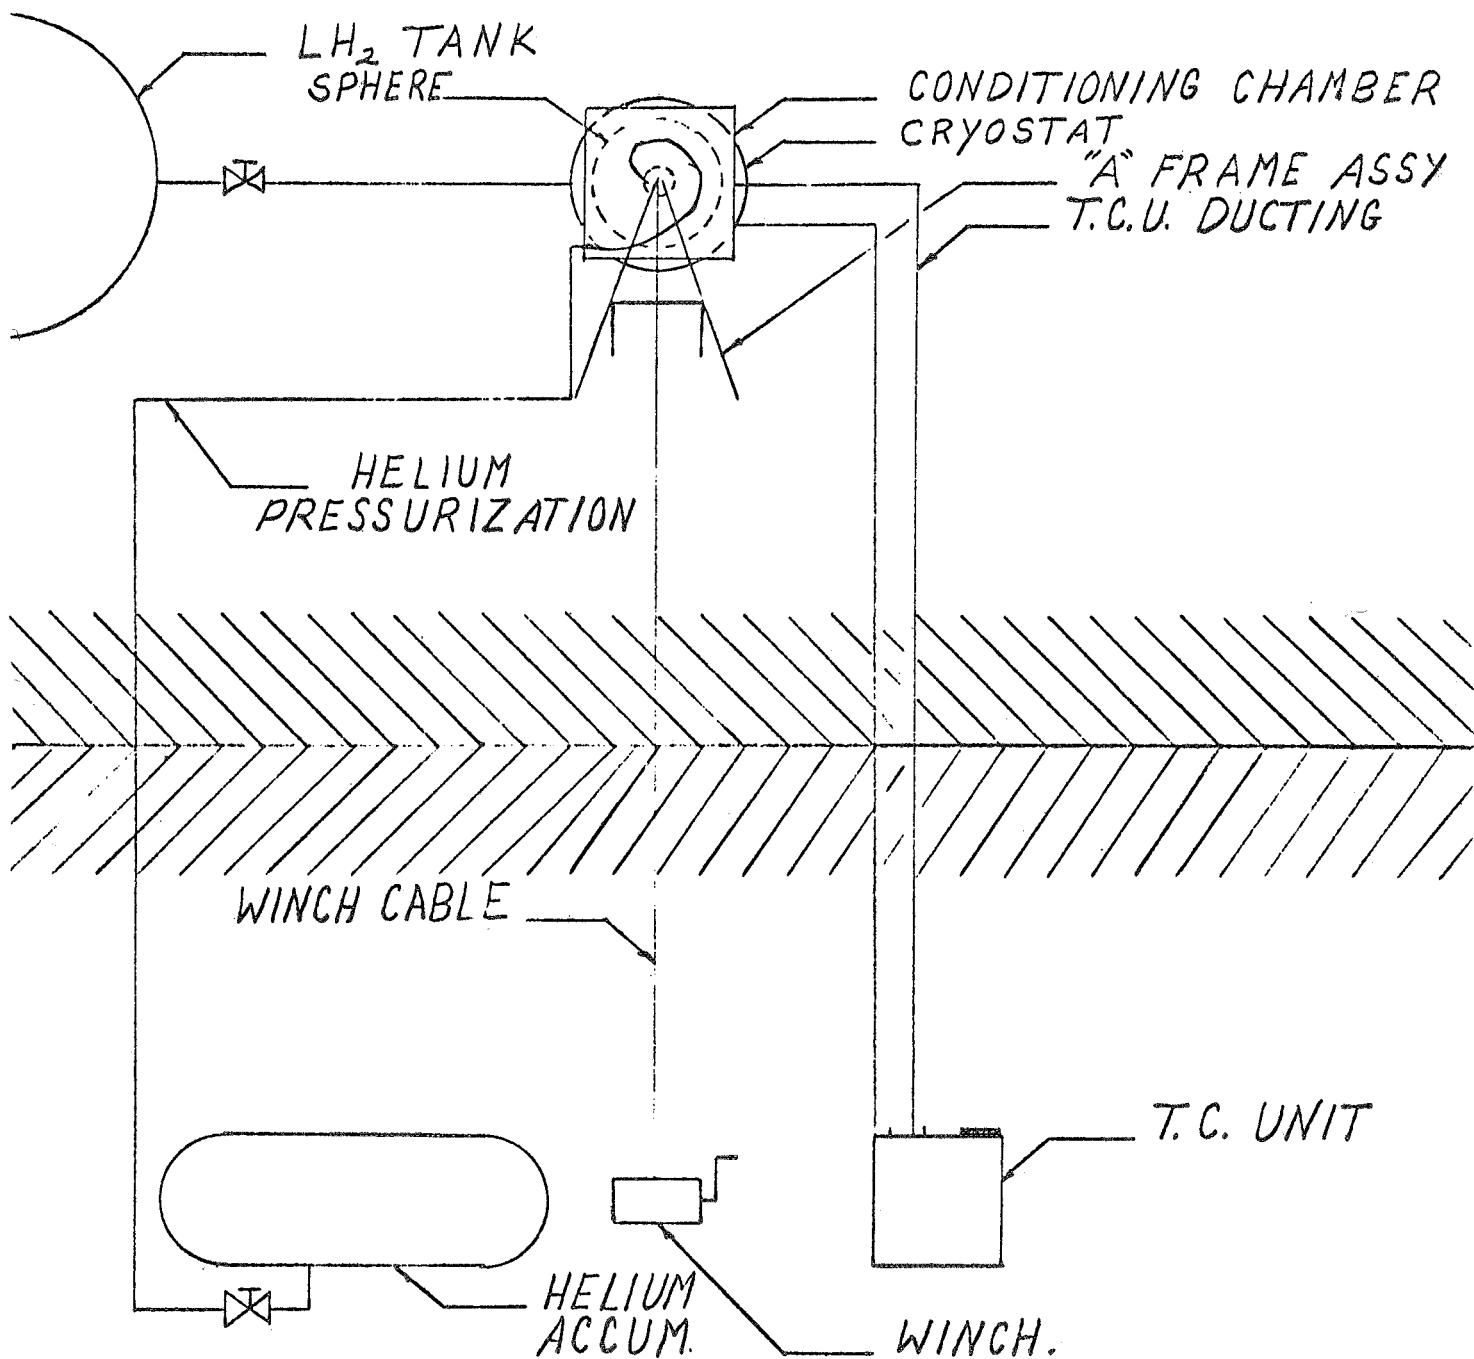 LH₂ TANK
SPHERE
CONDITIONING CHAMBER
CRYOSTAT
"A" FRAME ASSY
T.C.U. DUCTING
HELIUM
PRESSURIZATION
WINCH CABLE
T.C. UNIT
HELIUM
ACCUM.
WINCH.